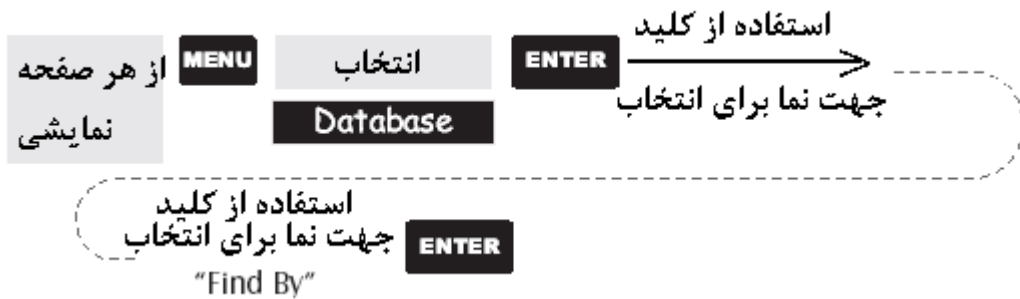 از هر صفحه
نمایشی
MENU
انتخاب
Database
ENTER
استفاده از کلید
جهت نما برای انتخاب
استفاده از کلید
جهت نما برای انتخاب
“Find By”
ENTER